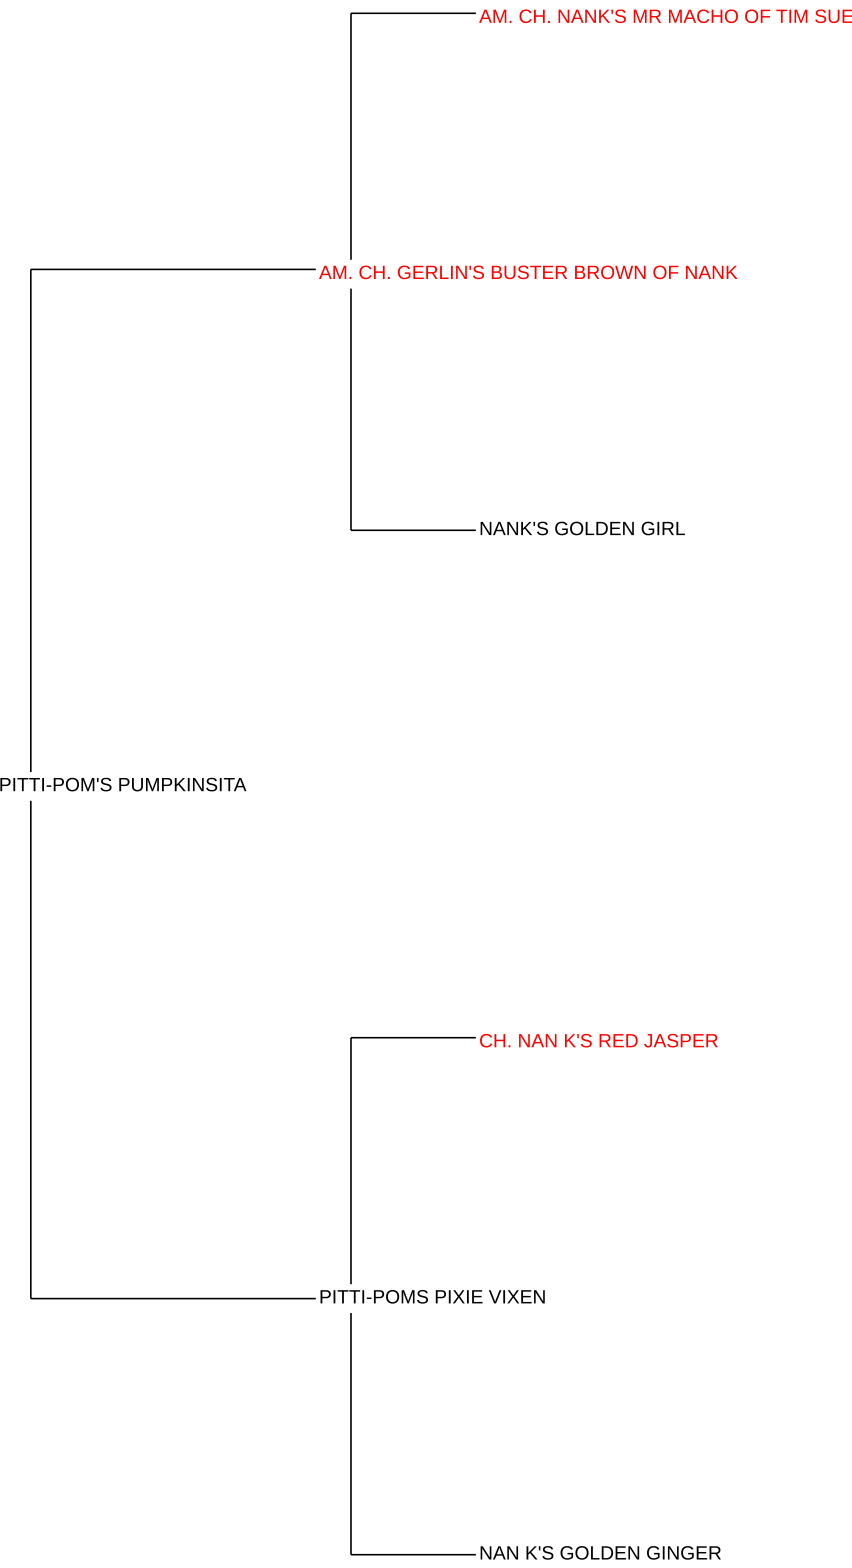 AM. CH. NANK'S MR MACHO OF TIM SUE
AM. CH. GERLIN'S BUSTER BROWN OF NANK
NANK'S GOLDEN GIRL
PITTI-POM'S PUMPKINSITA
CH. NAN K'S RED JASPER
PITTI-POMS PIXIE VIXEN
NAN K'S GOLDEN GINGER